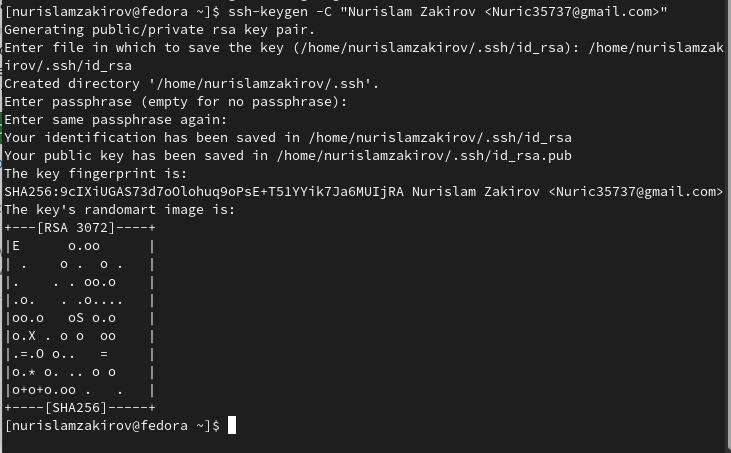 [nurislamzakirov@fedora ~]$ ssh-keygen -C "Nurislam Zakirov <Nuric35737@gmail.com>"
Generating public/private rsa key pair.
Enter file in which to save the key (/home/nurislamzakirov/.ssh/id_rsa): /home/nurislamzak
irov/.ssh/id_rsa
Created directory '/home/nurislamzakirov/.ssh'.
Enter passphrase (empty for no passphrase):
Enter same passphrase again:
Your identification has been saved in /home/nurislamzakirov/.ssh/id_rsa
Your public key has been saved in /home/nurislamzakirov/.ssh/id_rsa.pub
The key fingerprint is:
SHA256:9cIXiUGAS73d7oOlohuq9oPsE+T51YYik7Ja6MUIjRA Nurislam Zakirov <Nuric35737@gmail.com>
The key's randomart image is:
+---[RSA 3072]----+
|E      o.oo      |
| .    o .  o .   |
|.    . . oo.o    |
|.o.   . .o....   |
|oo.o   oS o.o    |
|o.X . o o  oo    |
|.=.O o..   =     |
|o.* o. .. o o    |
|o+o+o.oo .   .   |
+----[SHA256]-----+
[nurislamzakirov@fedora ~]$